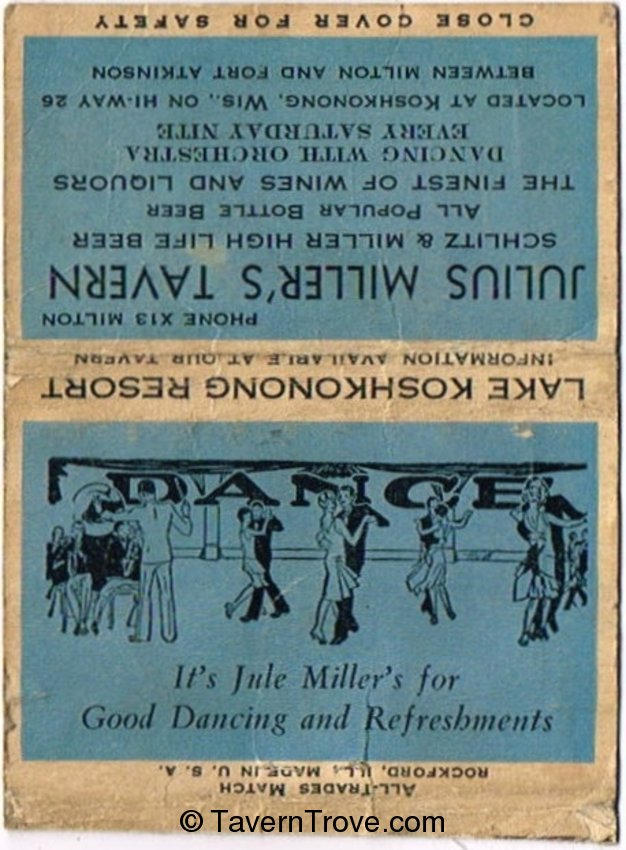 CLOSE COVER FOR SAFETY
PHONE X13 MILTON
JULIUS MILLER'S TAVERN
SCHLITZ & MILLER HIGH LIFE BEER
ALL POPULAR BOTTLE BEER
THE FINEST OF WINES AND LIQUORS
DANCING WITH ORCHESTRA
EVERY SATURDAY NITE
LOCATED AT KOSHKONONG, WIS., ON HI-WAY 26
BETWEEN MILTON AND FORT ATKINSON
LAKE KOSHKONONG RESORT
INFORMATION AVAILABLE AT OUR TAVERN
DANCE
It's Jule Miller's for
Good Dancing and Refreshments
ALL-TRADES MATCH
ROCKFORD, ILL., MADE IN U. S. A.
© TavernTrove.com